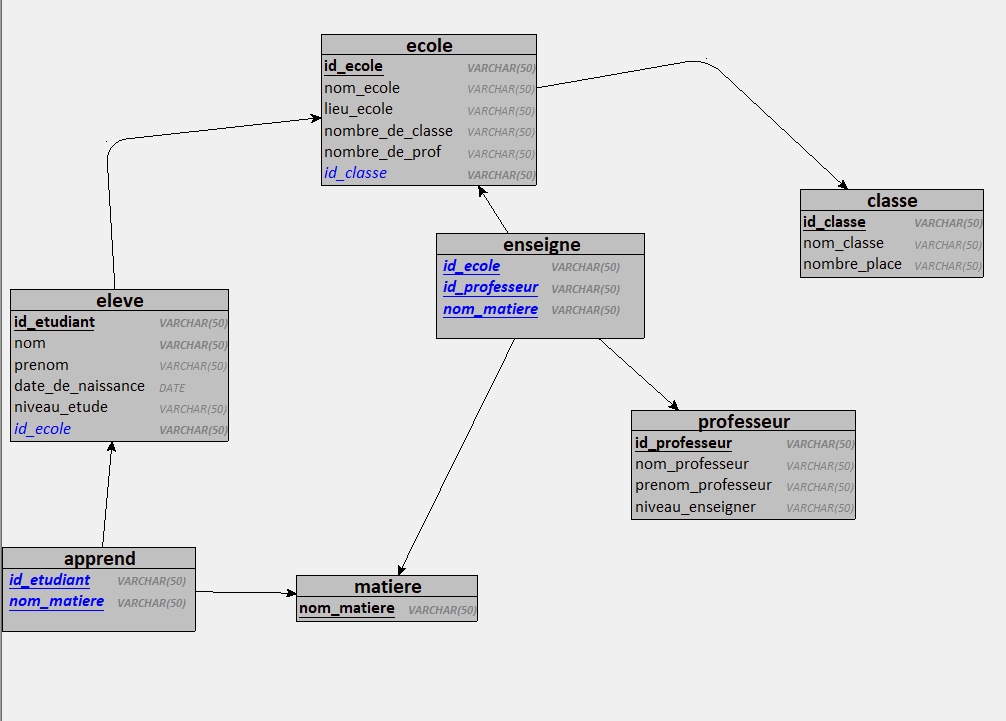 ecole
id_ecole VARCHAR(50)
nom_ecole VARCHAR(50)
lieu_ecole VARCHAR(50)
nombre_de_classe VARCHAR(50)
nombre_de_prof VARCHAR(50)
id_classe VARCHAR(50)
classe
id_classe VARCHAR(50)
nom_classe VARCHAR(50)
nombre_place VARCHAR(50)
enseigne
id_ecole VARCHAR(50)
id_professeur VARCHAR(50)
nom_matiere VARCHAR(50)
eleve
id_etudiant VARCHAR(50)
nom VARCHAR(50)
prenom VARCHAR(50)
date_de_naissance DATE
niveau_etude VARCHAR(50)
id_ecole VARCHAR(50)
professeur
id_professeur VARCHAR(50)
nom_professeur VARCHAR(50)
prenom_professeur VARCHAR(50)
niveau_enseigner VARCHAR(50)
apprend
id_etudiant VARCHAR(50)
nom_matiere VARCHAR(50)
matiere
nom_matiere VARCHAR(50)